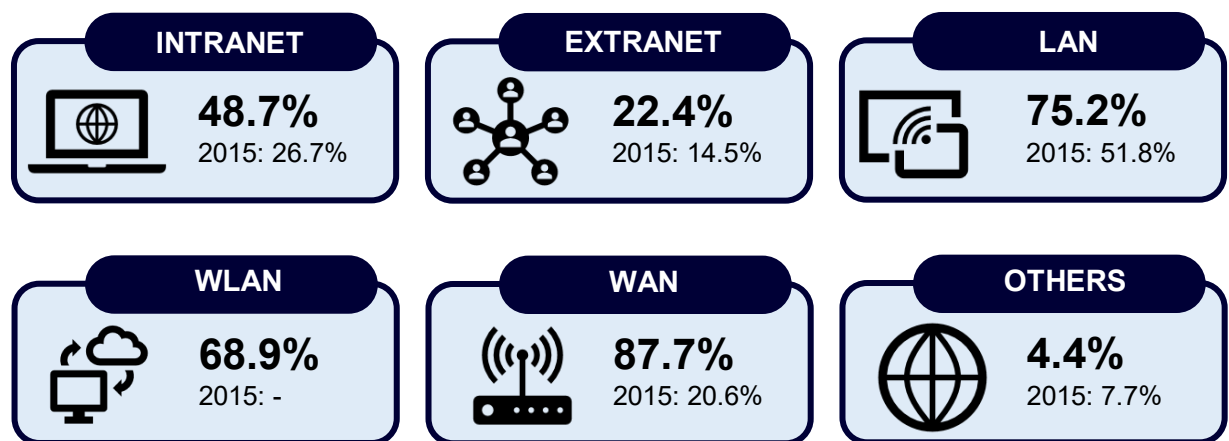 INTRANET
48.7%
2015: 26.7%
EXTRANET
22.4%
2015: 14.5%
LAN
75.2%
2015: 51.8%
WLAN
68.9%
2015: -
WAN
87.7%
2015: 20.6%
OTHERS
4.4%
2015: 7.7%